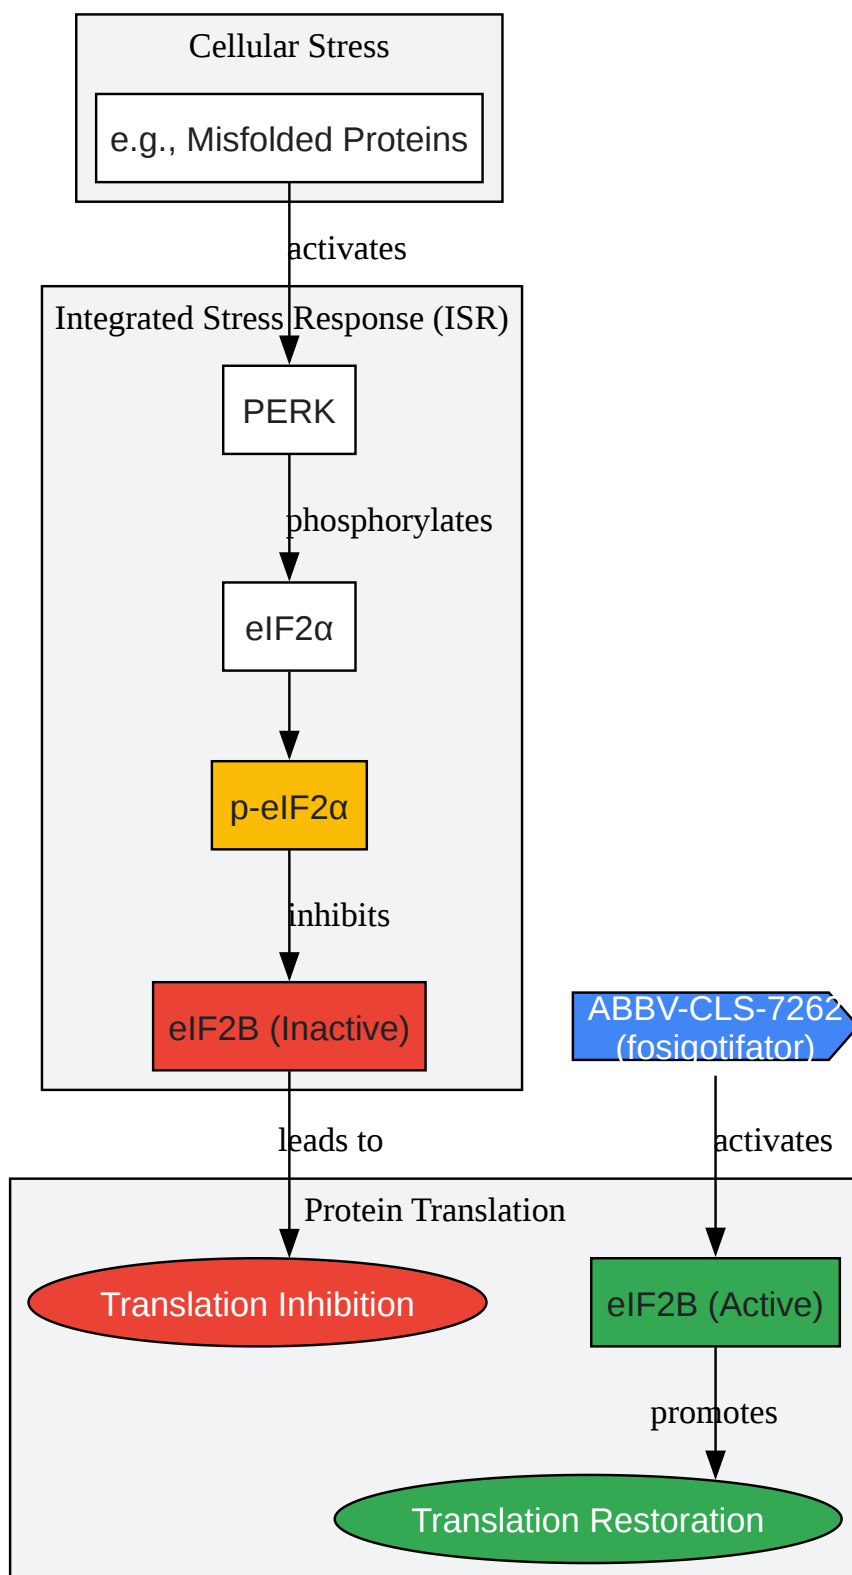 Cellular Stress
e.g., Misfolded Proteins
activates
Integrated Stress Response (ISR)
PERK
phosphorylates
eIF2α
p-eIF2α
inhibits
eIF2B (Inactive)
ABBV-CLS-7262
(fosigotifator)
leads to
activates
Protein Translation
Translation Inhibition
eIF2B (Active)
promotes
Translation Restoration